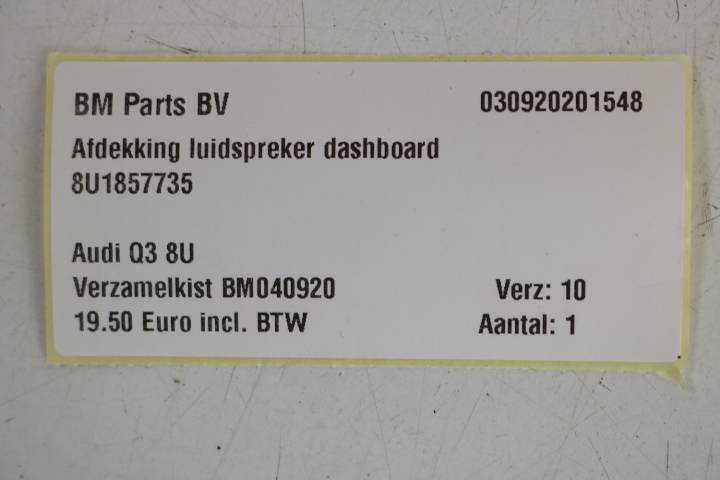 BM Parts BV 030920201548
Afdekking luidspreker dashboard
8U1857735
Audi Q3 8U
Verzamelkist BM040920 Verz: 10
19.50 Euro incl. BTW Aantal: 1